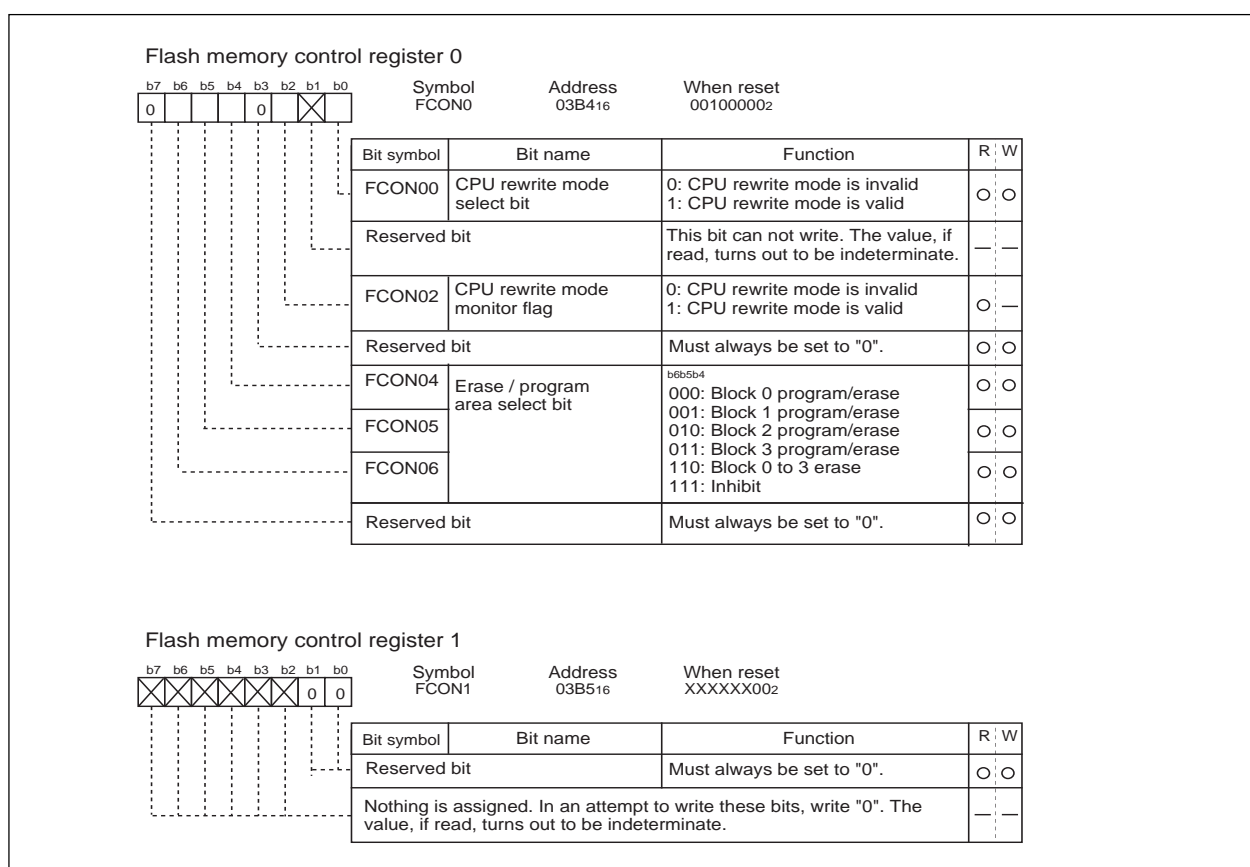 Flash memory control register 0
b7 b6 b5 b4 b3 b2 b1 b0
Symbol Address When reset
FCON0 03B416 001000002
0 0
Bit symbol Bit name Function R W
FCON00 CPU rewrite mode 0: CPU rewrite mode is invalid
select bit 1: CPU rewrite mode is valid
Reserved bit This bit can not write. The value, if
read, turns out to be indeterminate.
FCON02 CPU rewrite mode 0: CPU rewrite mode is invalid
monitor flag 1: CPU rewrite mode is valid
Reserved bit Must always be set to "0".
FCON04 Erase / program b6b5b4
area select bit 000: Block 0 program/erase
001: Block 1 program/erase
FCON05 010: Block 2 program/erase
011: Block 3 program/erase
FCON06 110: Block 0 to 3 erase
111: Inhibit
Reserved bit Must always be set to "0".
Flash memory control register 1
b7 b6 b5 b4 b3 b2 b1 b0
Symbol Address When reset
FCON1 03B516 XXXXXX002
0 0
Bit symbol Bit name Function R W
Reserved bit Must always be set to "0".
Nothing is assigned. In an attempt to write these bits, write "0". The
value, if read, turns out to be indeterminate.